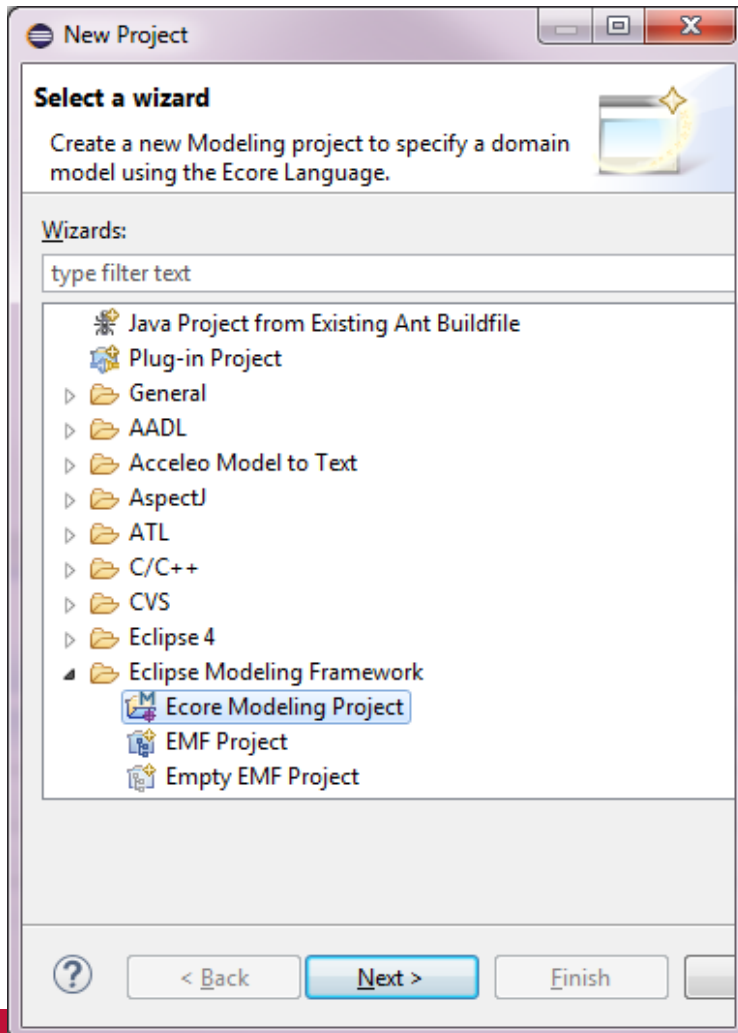 New Project
Select a wizard
Create a new Modeling project to specify a domain
model using the Ecore Language.
Wizards:
type filter text
Java Project from Existing Ant Buildfile
Plug-in Project
General
AADL
Acceleo Model to Text
AspectJ
ATL
C/C++
CVS
Eclipse 4
Eclipse Modeling Framework
Ecore Modeling Project
EMF Project
Empty EMF Project
< Back Next > Finish